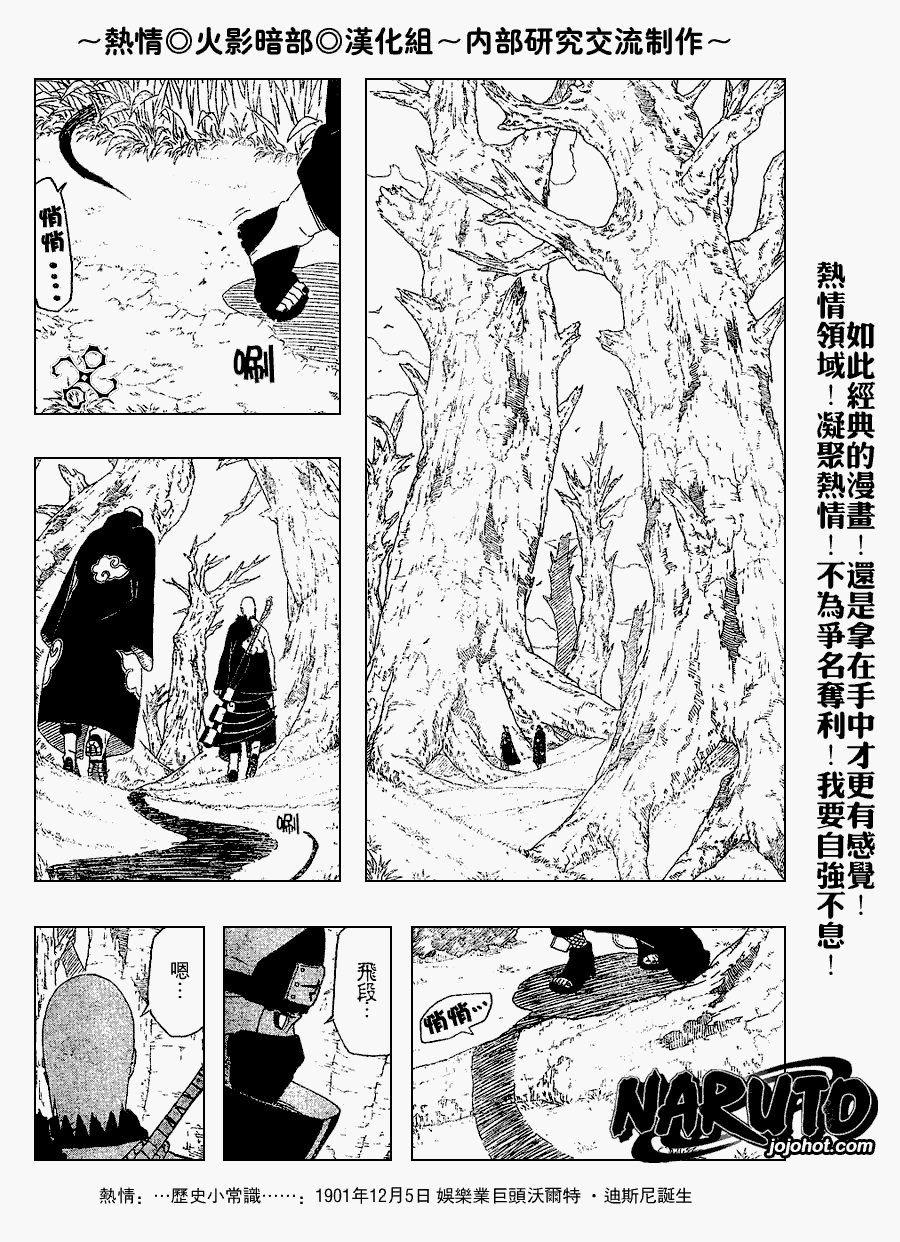 ～熱情◎火影暗部◎漢化組～内部研究交流制作～
如此經典的漫畫！還是拿在手中才更有感覺！
熱情領域！凝聚熱情！不為爭名奪利！我要自強不息！
悄悄‥‥
飛段…
嗯…
悄悄…
NARUTO
jojohot.com
熱情：…歷史小常識……：1901年12月5日 娛樂業巨頭沃爾特 · 迪斯尼誕生